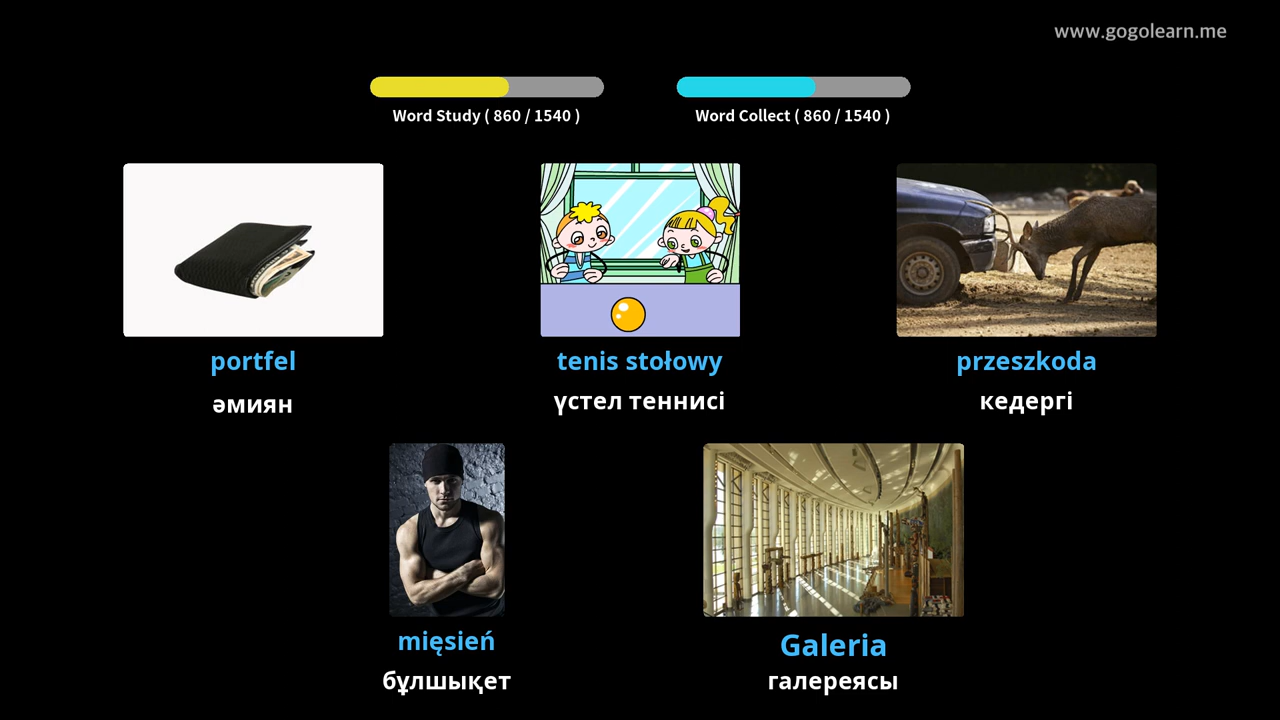 www.gogolearn.me
Word Study ( 860 / 1540 )
Word Collect ( 860 / 1540 )
portfel
әмиян
tenis stołowy
үстел теннисі
przeszkoda
кедергі
mięsień
бұлшықет
Galeria
галереясы